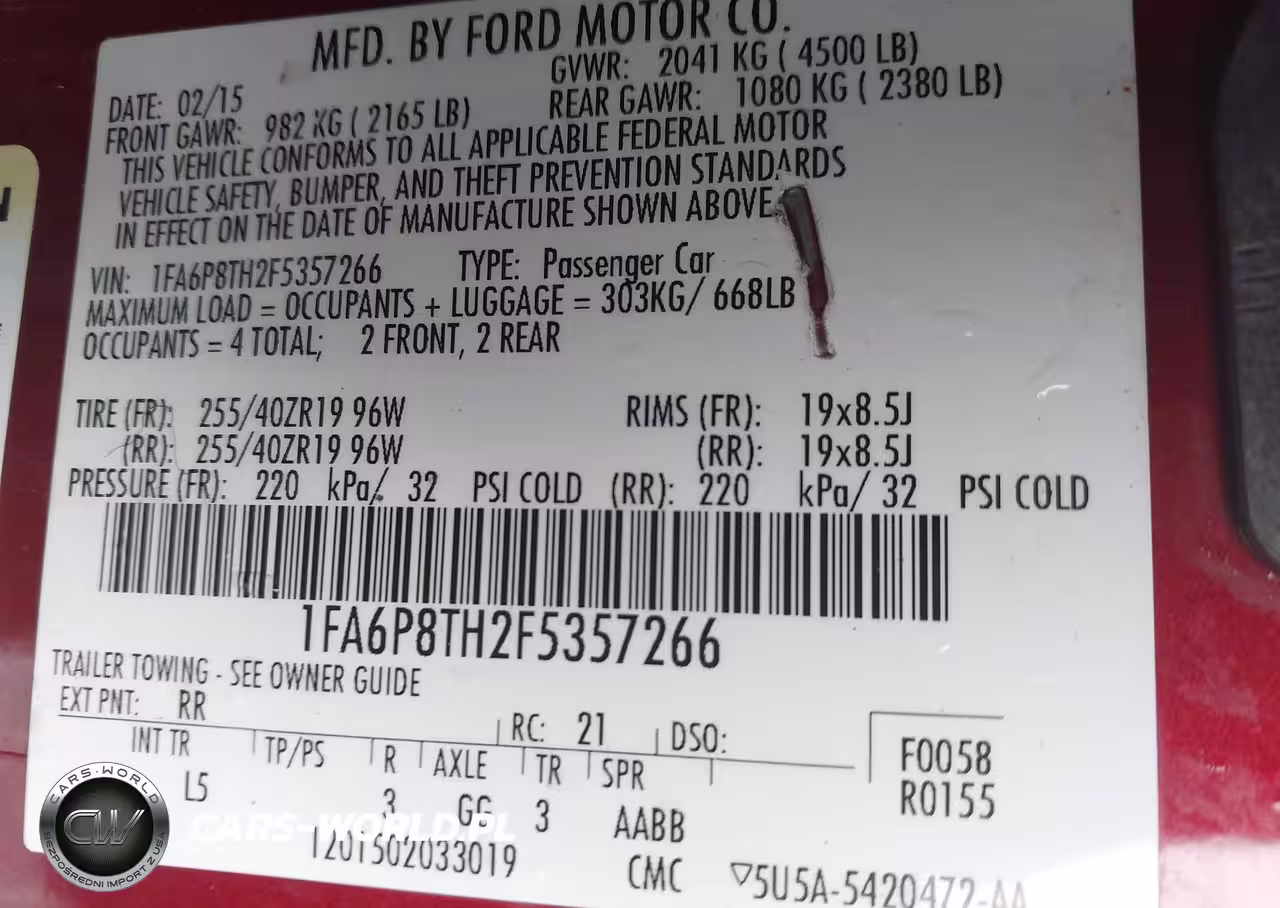 MFD. BY FORD MOTOR CO.
DATE: 02/15 GVWR: 2041 KG ( 4500 LB)
FRONT GAWR: 982 KG ( 2165 LB) REAR GAWR: 1080 KG ( 2380 LB)
THIS VEHICLE CONFORMS TO ALL APPLICABLE FEDERAL MOTOR
VEHICLE SAFETY, BUMPER, AND THEFT PREVENTION STANDARDS
IN EFFECT ON THE DATE OF MANUFACTURE SHOWN ABOVE
VIN: 1FA6P8TH2F5357266 TYPE: Passenger Car
MAXIMUM LOAD = OCCUPANTS + LUGGAGE = 303KG/ 668LB
OCCUPANTS = 4 TOTAL; 2 FRONT, 2 REAR
TIRE (FR): 255/40ZR19 96W RIMS (FR): 19x8.5J
(RR): 255/40ZR19 96W (RR): 19x8.5J
PRESSURE (FR): 220 kPa/ 32 PSI COLD (RR): 220 kPa/ 32 PSI COLD
1FA6P8TH2F5357266
TRAILER TOWING - SEE OWNER GUIDE
EXT PNT: RR RC: 21 DSO:
INT TR TP/PS R AXLE TR SPR
L5 3 GG 3 AABB
F0058
R0155
1201502033019 CMC ▽5U5A-5420472-AA
CARS-WORLD
CW
BEZPOŚREDNI IMPORT Z USA
CARS-WORLD.PL